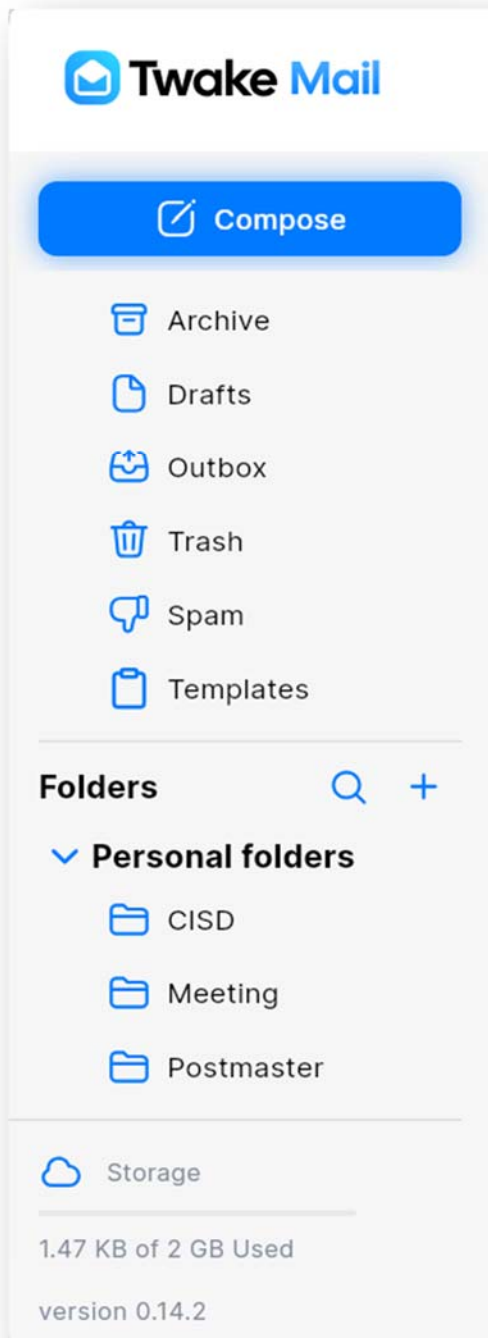 Twake Mail
Compose
Archive
Drafts
Outbox
Trash
Spam
Templates
Folders
Personal folders
CISD
Meeting
Postmaster
Storage
1.47 KB of 2 GB Used
version 0.14.2